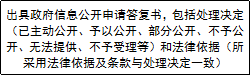 出具政府信息公开申请答复书，包括处理决定
（已主动公开、予以公开、部分公开、不予公
开、无法提供、不予受理等）和法律依据（所
采用法律依据及条款与处理决定一致）